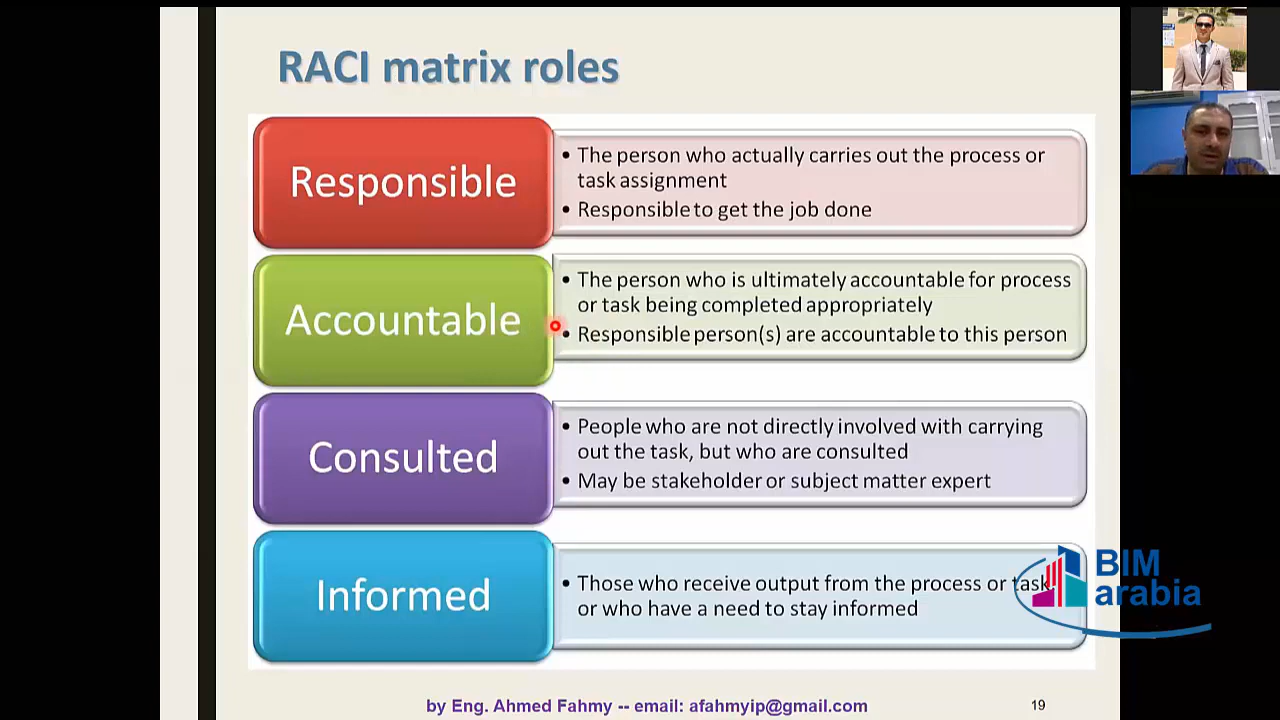 RACI matrix roles
Responsible
• The person who actually carries out the process or
task assignment
• Responsible to get the job done
Accountable
• The person who is ultimately accountable for process
or task being completed appropriately
• Responsible person(s) are accountable to this person
Consulted
• People who are not directly involved with carrying
out the task, but who are consulted
• May be stakeholder or subject matter expert
Informed
• Those who receive output from the process or task
or who have a need to stay informed
BIM
arabia
by Eng. Ahmed Fahmy -- email: afahmyip@gmail.com
19